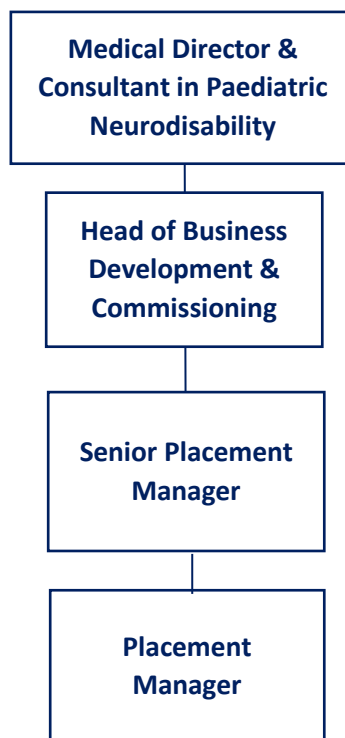 Medical Director &
Consultant in Paediatric
Neurodisability
Head of Business
Development &
Commissioning
Senior Placement
Manager
Placement
Manager